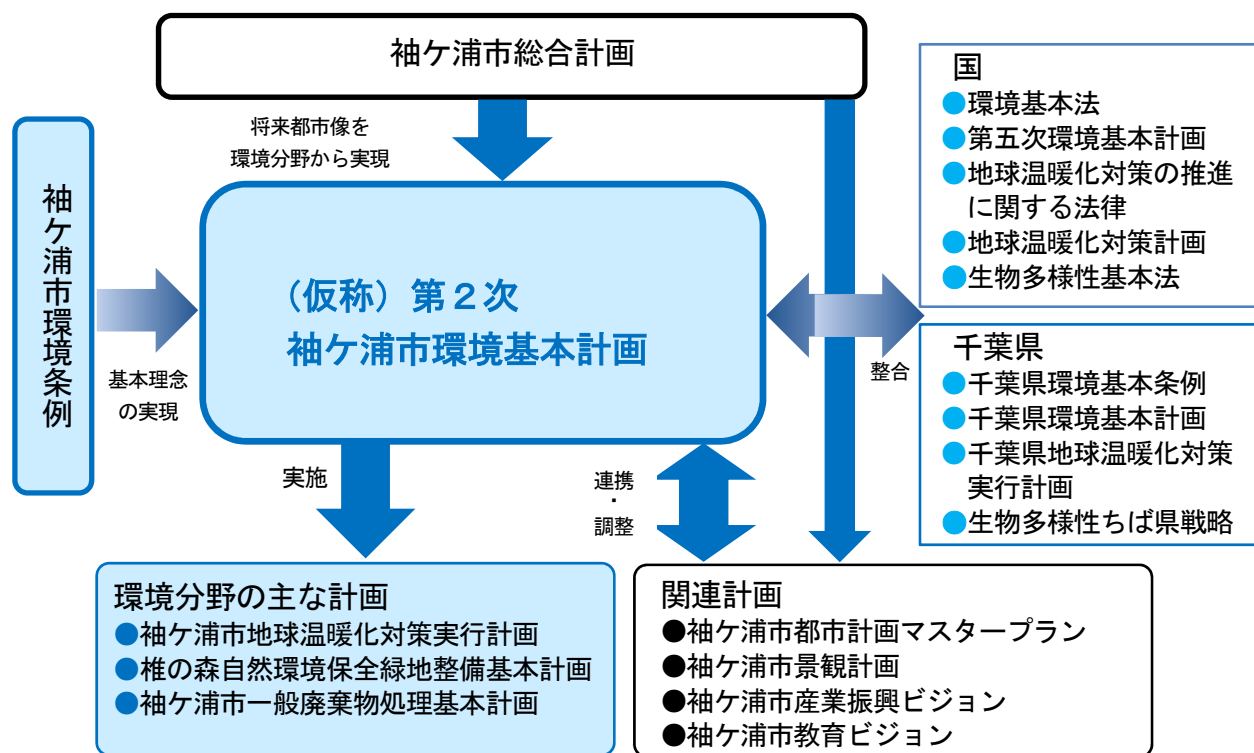 袖ケ浦市総合計画
将来都市像を
環境分野から実現
袖ケ浦市環境条例
基本理念
の実現
（仮称）第２次
袖ケ浦市環境基本計画
整合
国
●環境基本法
●第五次環境基本計画
●地球温暖化対策の推進
に関する法律
●地球温暖化対策計画
●生物多様性基本法
千葉県
●千葉県環境基本条例
●千葉県環境基本計画
●千葉県地球温暖化対策
実行計画
●生物多様性ちば県戦略
実施
連携
・
調整
環境分野の主な計画
●袖ケ浦市地球温暖化対策実行計画
●椎の森自然環境保全緑地整備基本計画
●袖ケ浦市一般廃棄物処理基本計画
関連計画
●袖ケ浦市都市計画マスタープラン
●袖ケ浦市景観計画
●袖ケ浦市産業振興ビジョン
●袖ケ浦市教育ビジョン